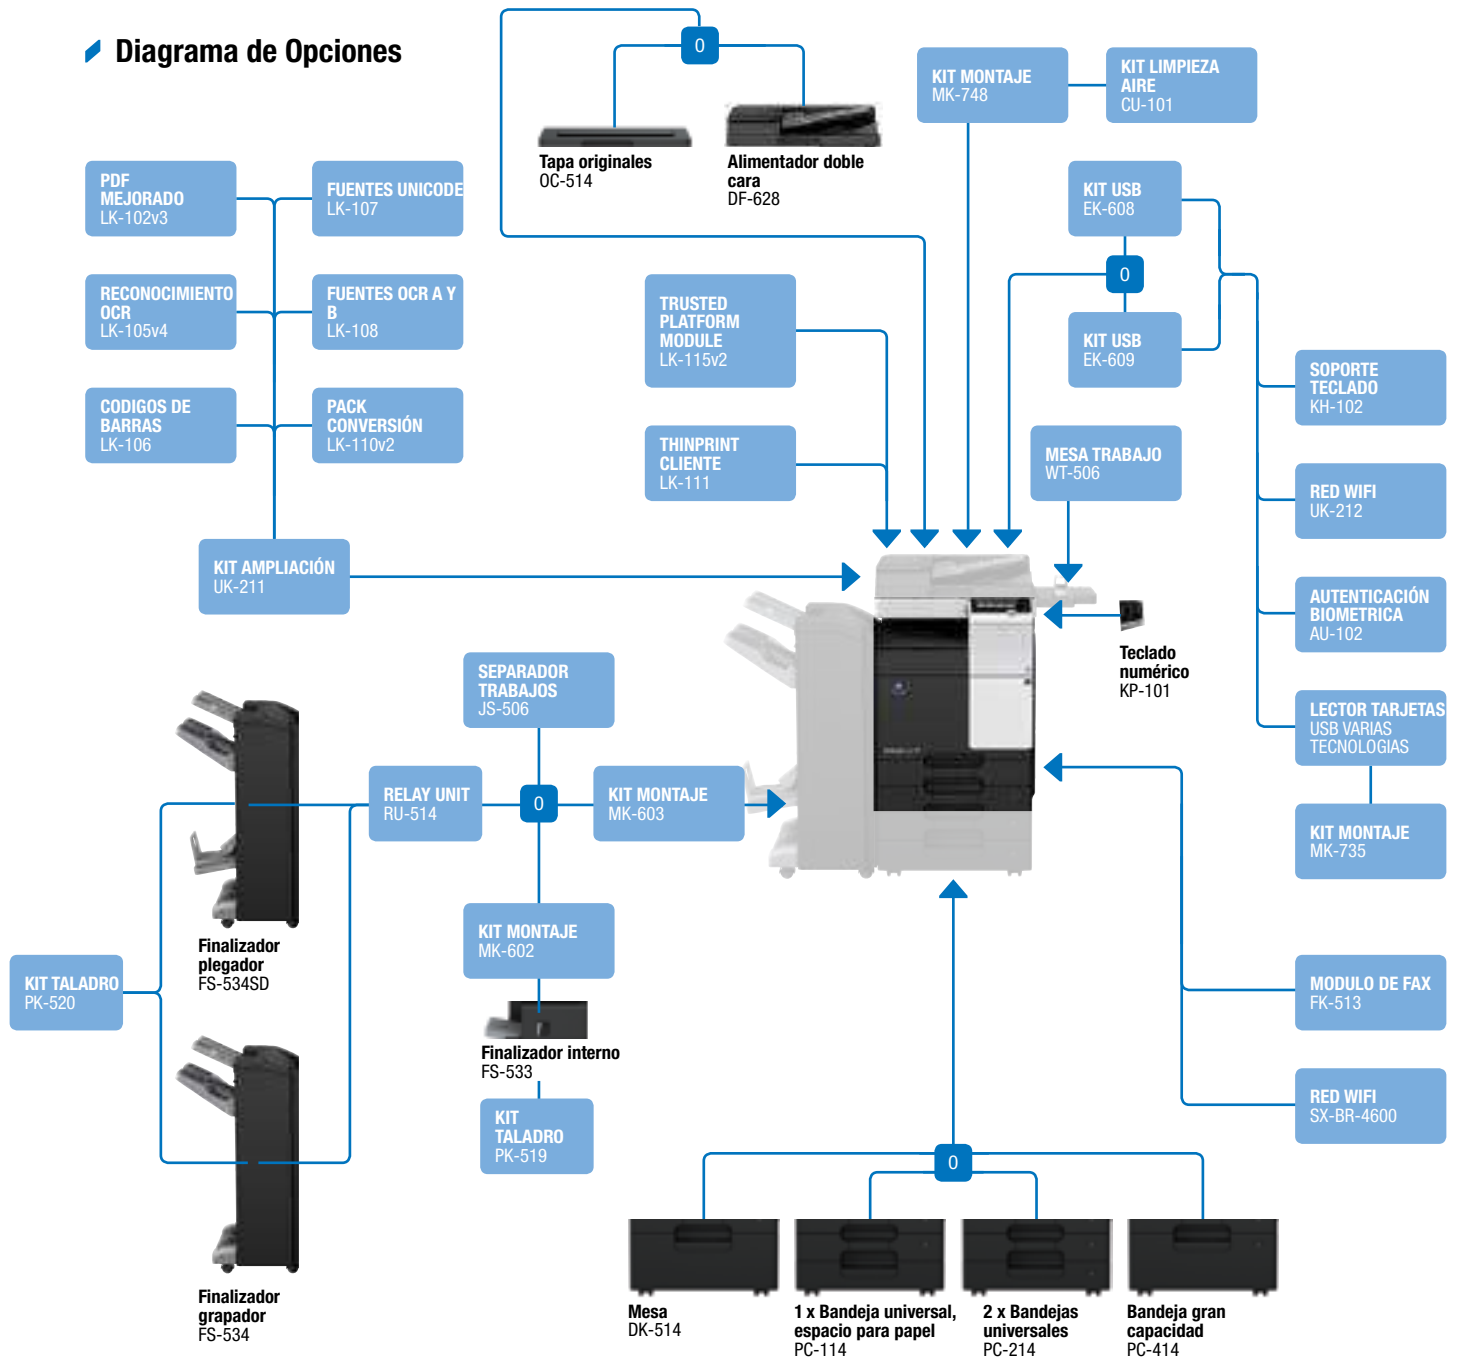 Diagrama de Opciones
0
Tapa originales
OC-514
Alimentador doble
cara
DF-628
KIT MONTAJE
MK-748
KIT LIMPIEZA
AIRE
CU-101
PDF
MEJORADO
LK-102v3
FUENTES UNICODE
LK-107
RECONOCIMIENTO
OCR
LK-105v4
FUENTES OCR A Y
B
LK-108
CODIGOS DE
BARRAS
LK-106
PACK
CONVERSIÓN
LK-110v2
KIT AMPLIACIÓN
UK-211
TRUSTED
PLATFORM
MODULE
LK-115v2
THINPRINT
CLIENTE
LK-111
KIT USB
EK-608
0
KIT USB
EK-609
MESA TRABAJO
WT-506
SOPORTE
TECLADO
KH-102
RED WIFI
UK-212
AUTENTICACIÓN
BIOMETRICA
AU-102
LECTOR TARJETAS
USB VARIAS
TECNOLOGIAS
KIT MONTAJE
MK-735
Teclado
numérico
KP-101
SEPARADOR
TRABAJOS
JS-506
RELAY UNIT
RU-514
0
KIT MONTAJE
MK-603
KIT MONTAJE
MK-602
Finalizador
plegador
FS-534SD
KIT TALADRO
PK-520
Finalizador interno
FS-533
KIT
TALADRO
PK-519
Finalizador
grapador
FS-534
MODULO DE FAX
FK-513
RED WIFI
SX-BR-4600
0
Mesa
DK-514
1 x Bandeja universal,
espacio para papel
PC-114
2 x Bandejas
universales
PC-214
Bandeja gran
capacidad
PC-414